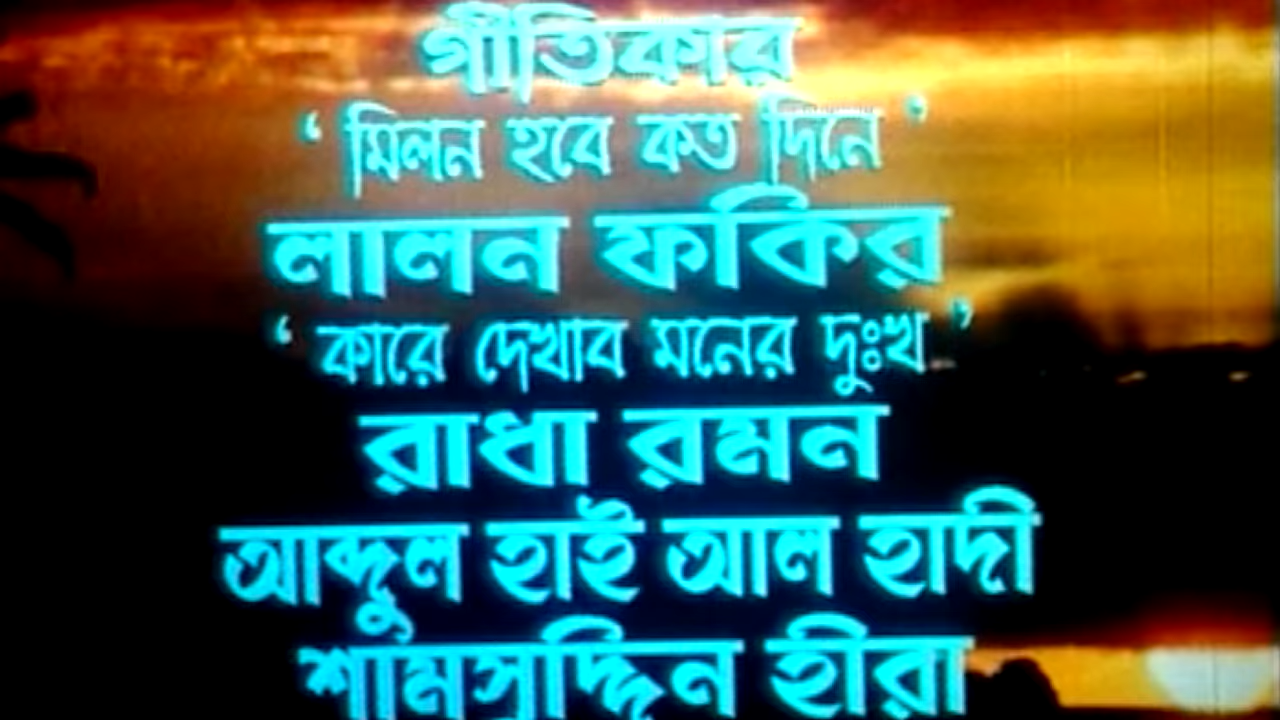 গীতিকার
‘ মিলন হবে কত দিনে ’
লালন ফকির
‘ কারে দেখাব মনের দুঃখ ’
রাধা রমন
আব্দুল হাই আল হাদী
শামসুদ্দিন হীরা